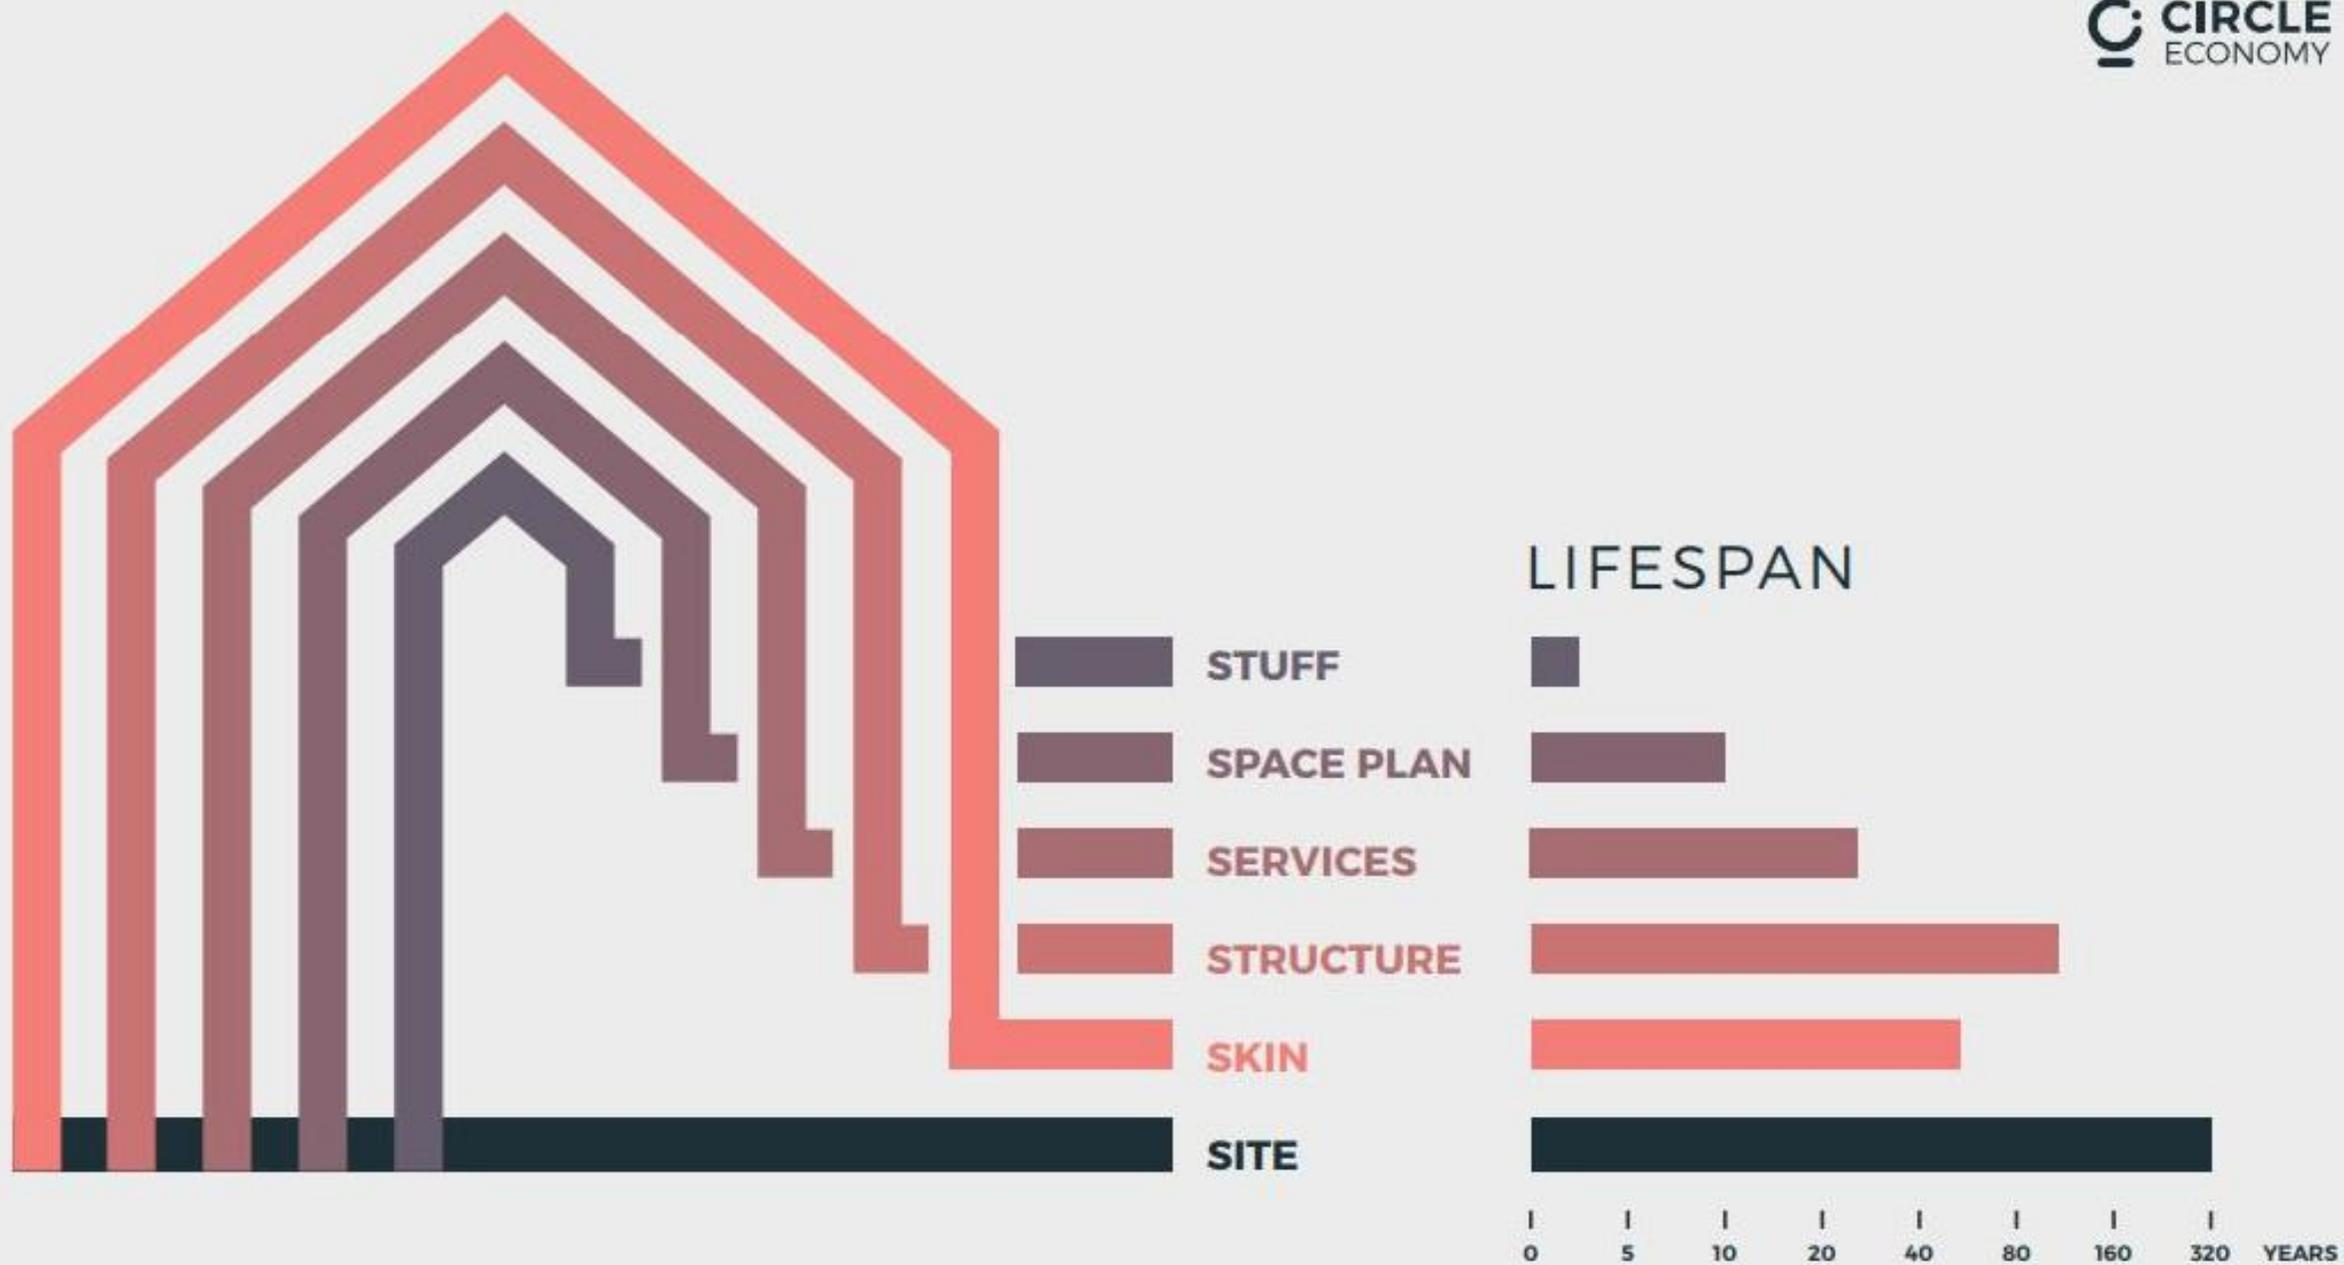 CIRCLE
ECONOMY
LIFESPAN
STUFF
SPACE PLAN
SERVICES
STRUCTURE
SKIN
SITE
0 5 10 20 40 80 160 320 YEARS